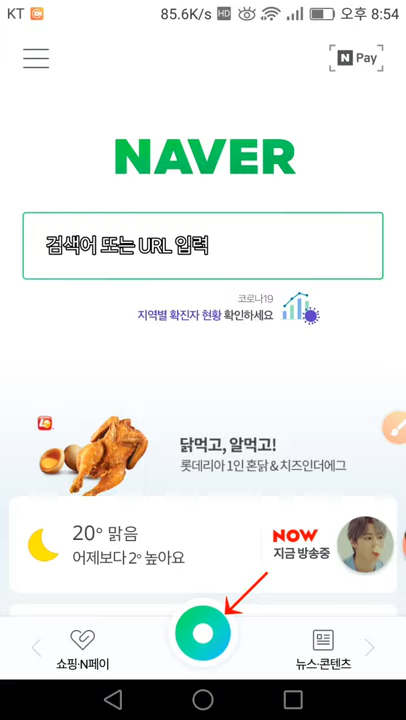 KT
85.6K/s HD 오후 8:54
N Pay
NAVER
검색어 또는 URL 입력
코로나19
지역별 확진자 현황 확인하세요
닭먹고, 알먹고!
롯데리아 1인 혼닭 & 치즈인더에그
20° 맑음
어제보다 2° 높아요
NOW
지금 방송중
쇼핑·N페이
뉴스·콘텐츠